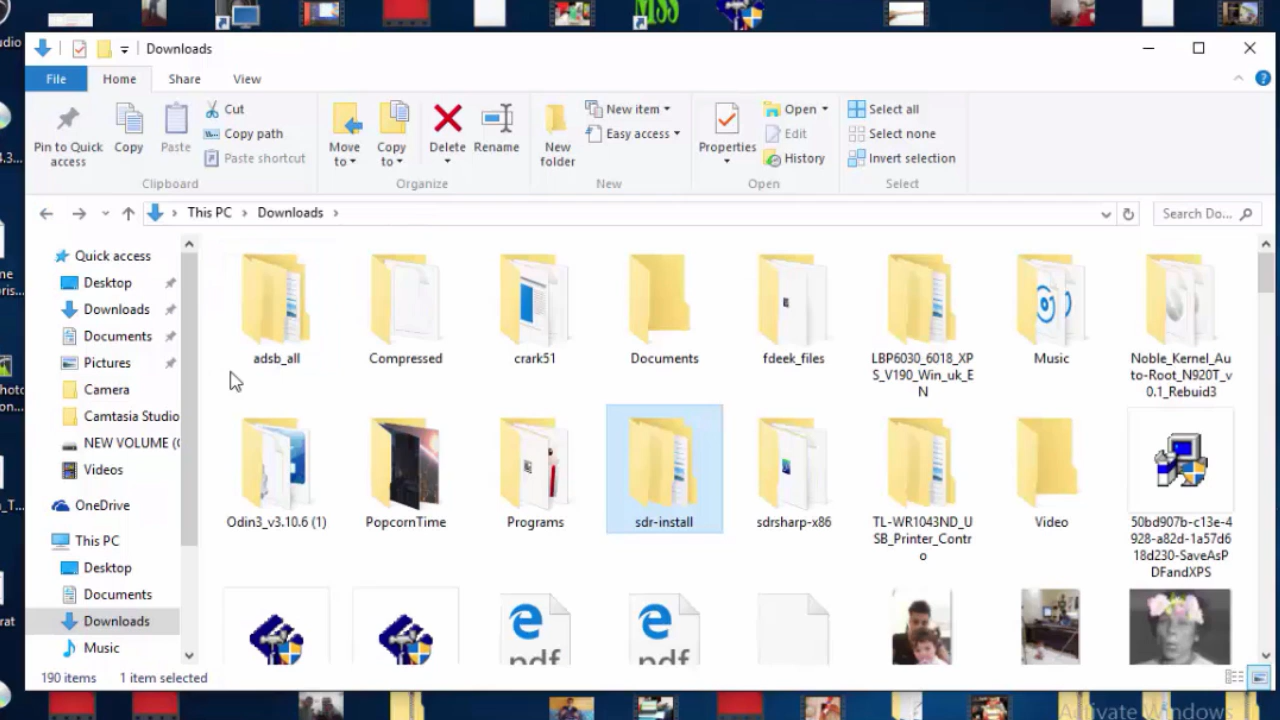 udio
MSS
Downloads
File
Home
Share
View
Pin to Quick
access
Copy
Paste
Cut
Copy path
Paste shortcut
Clipboard
Move
to
Copy
to
Delete
Rename
Organize
New
folder
New item
Easy access
New
Properties
Open
Edit
History
Open
Select all
Select none
Invert selection
Select
This PC
Downloads
Search Do...
Quick access
Desktop
Downloads
Documents
Pictures
Camera
Camtasia Studio
NEW VOLUME (
Videos
OneDrive
This PC
Desktop
Documents
Downloads
Music
adsb_all
Compressed
crark51
Documents
fdeek_files
LBP6030_6018_XP
S_V190_Win_uk_E
N
Music
Noble_Kernel_Au
to-Root_N920T_v
0.1_Rebuid3
Odin3_v3.10.6 (1)
PopcornTime
Programs
sdr-install
sdrsharp-x86
TL-WR1043ND_U
SB_Printer_Contr
o
Video
50bd907b-c13e-4
928-a82d-1a57d6
18d230-SaveAsP
DFandXPS
pdf
pdf
190 items
1 item selected
Activate Windows